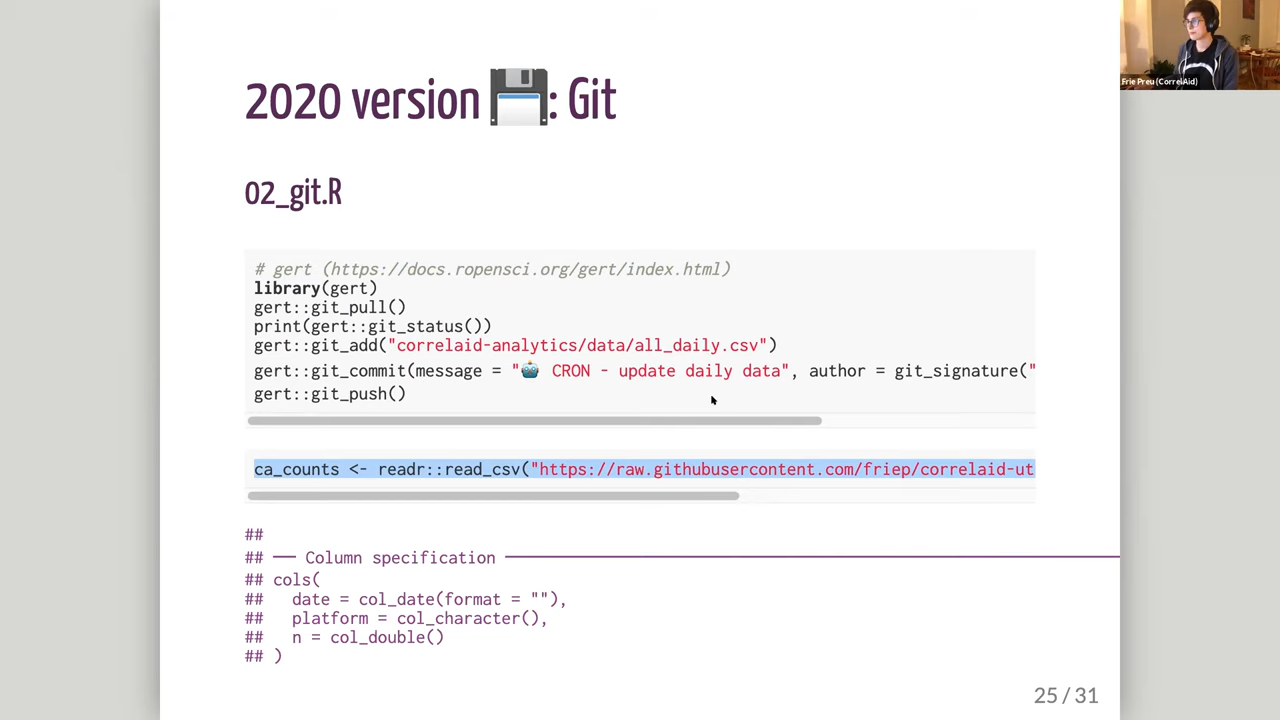 2020 version 💾: Git
02_git.R
# gert (https://docs.ropensci.org/gert/index.html)
library(gert)
gert::git_pull()
print(gert::git_status())
gert::git_add("correlaid-analytics/data/all_daily.csv")
gert::git_commit(message = "🤖 CRON - update daily data", author = git_signature("
gert::git_push()
ca_counts <- readr::read_csv("https://raw.githubusercontent.com/friep/correlaid-ut
##
## ── Column specification ────────────────────
## cols(
##   date = col_date(format = ""),
##   platform = col_character(),
##   n = col_double()
## )
25 / 31
Frie Preu (CorrelAid)